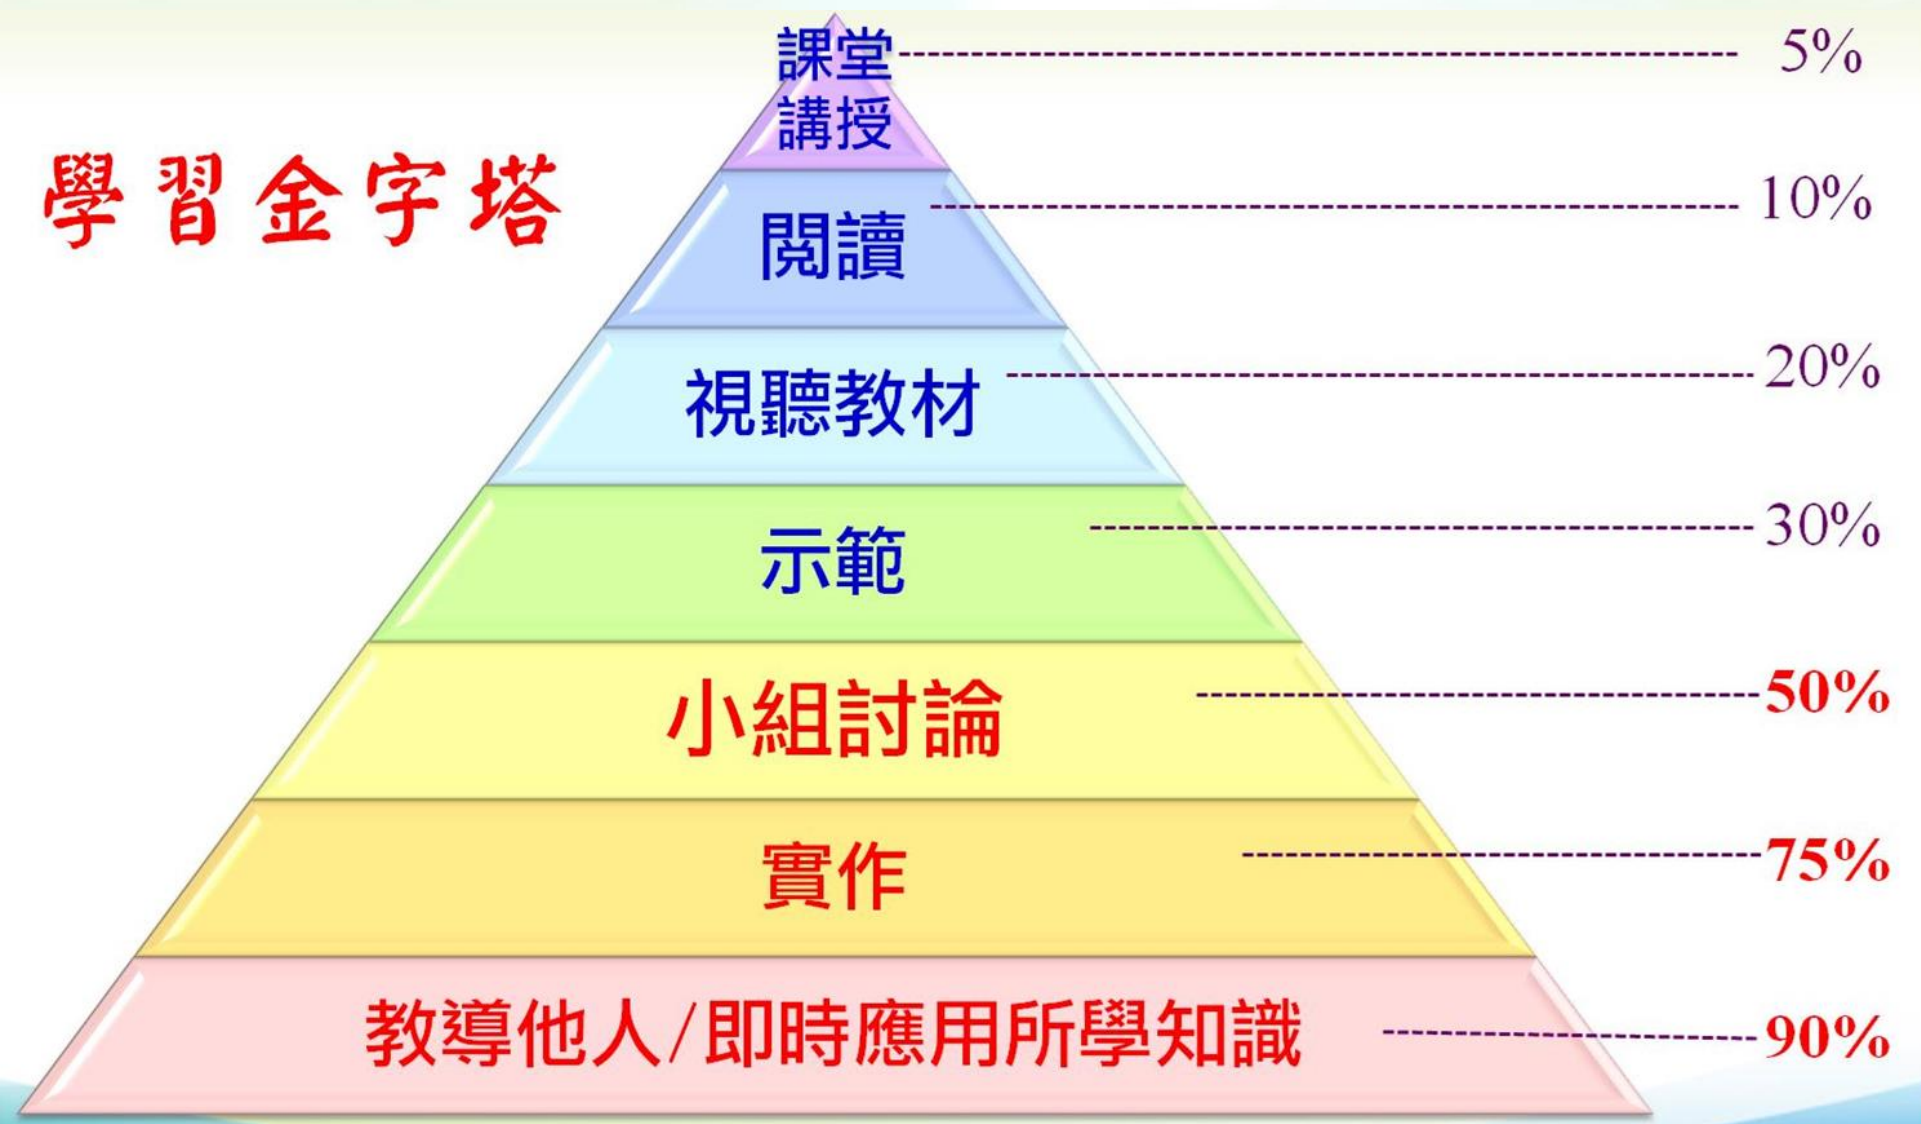 學習金字塔
課堂
講授
5%
閱讀
10%
視聽教材
20%
示範
30%
小組討論
50%
實作
75%
教導他人/即時應用所學知識
90%